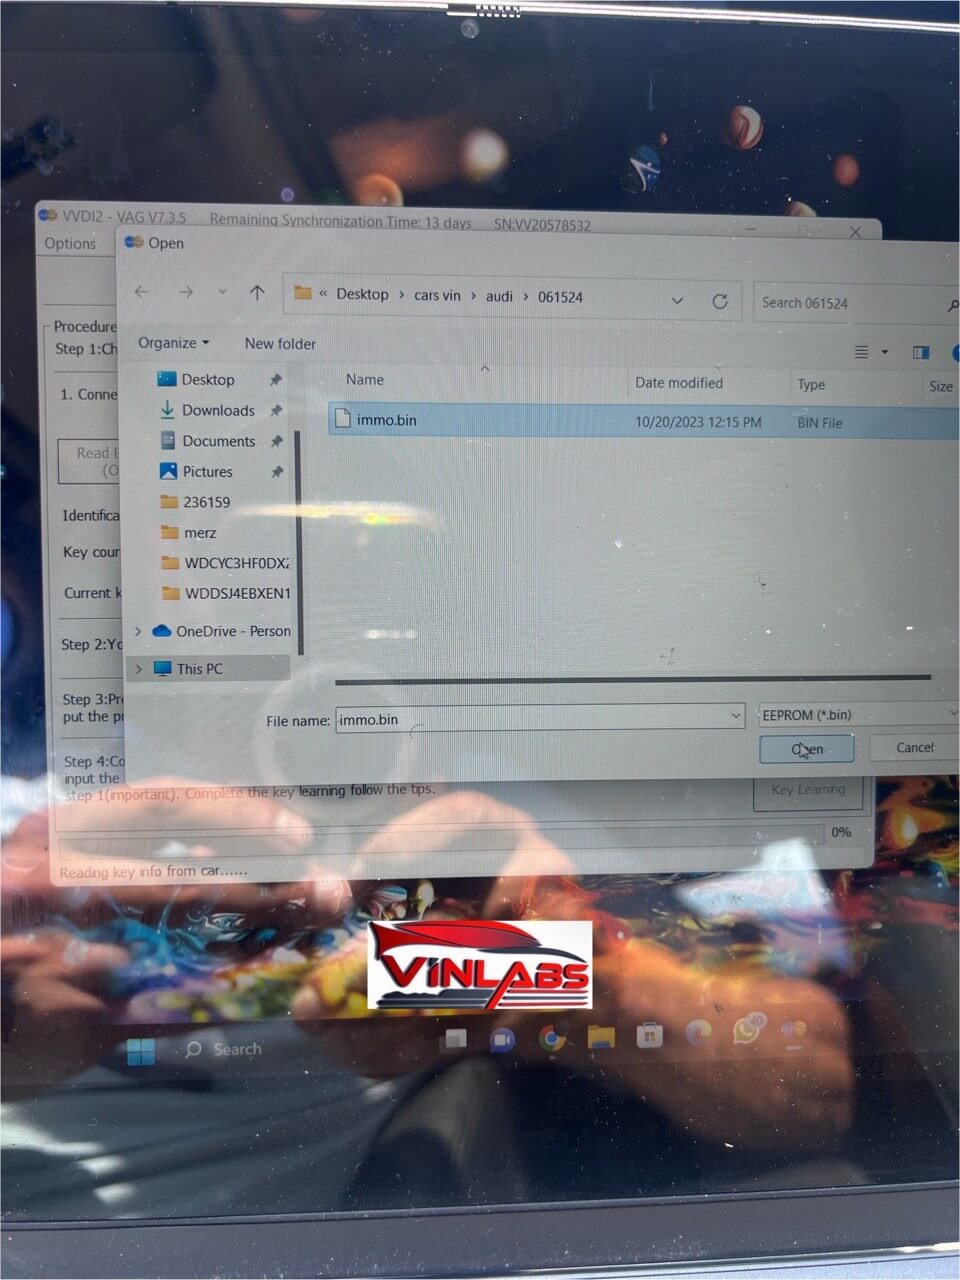 VVDI2 - VAG V7.3.5 Remaining Synchronization Time: 13 days SN:VV20578532
Options
Open
« Desktop > cars vin > audi > 061524
Search 061524
Organize
New folder
Procedure
Step 1:Ch
1. Conne
Read E
(O
Identifica
Key coun
Current k
Step 2:Yo
Step 3:Pr
put the pr
Step 4:Co
input the
step 1(important). Complete the key learning follow the tips.
Desktop
Downloads
Documents
Pictures
236159
merz
WDCYC3HF0DX
WDDSJ4EBXEN1
OneDrive - Person
This PC
Name Date modified Type Size
immo.bin 10/20/2023 12:15 PM BIN File
File name: immo.bin EEPROM (*.bin)
Open Cancel
Key Learning
0%
Reading key info from car......
VINLABS
Search
40